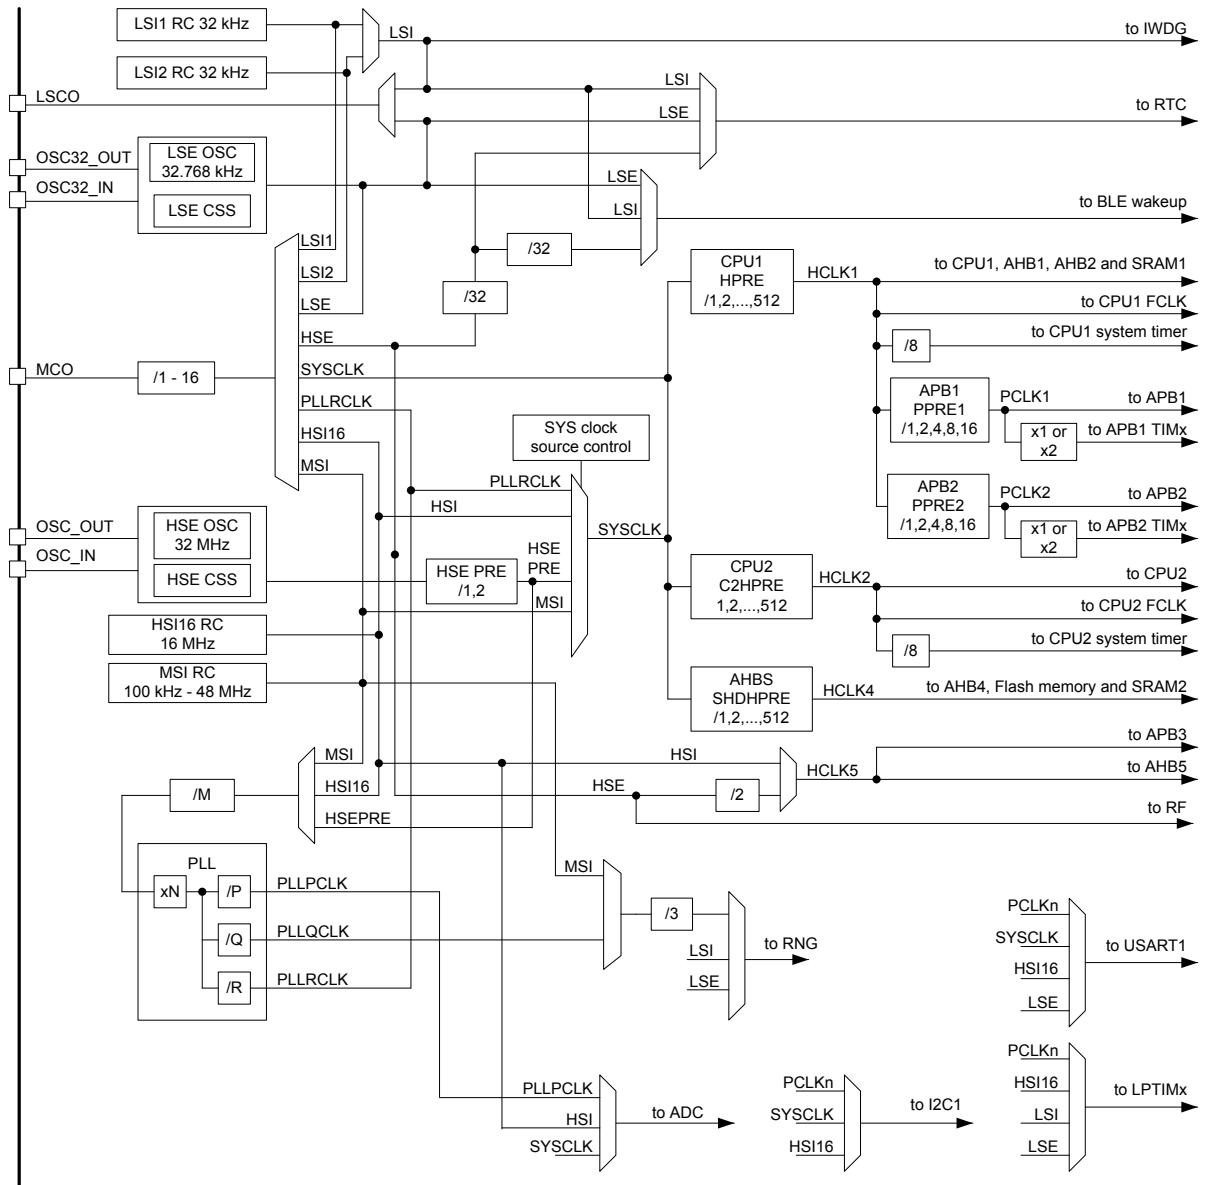 LSI1 RC 32 kHz
LSI
to IWDG
LSI2 RC 32 kHz
LSCO
LSI
LSE
to RTC
OSC32_OUT
OSC32_IN
LSE OSC
32.768 kHz
LSE CSS
LSE
LSI
to BLE wakeup
/32
/32
LSI1
LSI2
LSE
HSE
SYSCLK
PLLRCLK
HSI16
MSI
MCO
/1 - 16
CPU1
HPRE
/1,2,...,512
HCLK1
to CPU1, AHB1, AHB2 and SRAM1
to CPU1 FCLK
to CPU1 system timer
/8
APB1
PPRE1
/1,2,4,8,16
PCLK1
to APB1
x1 or
x2
to APB1 TIMx
APB2
PPRE2
/1,2,4,8,16
PCLK2
to APB2
x1 or
x2
to APB2 TIMx
SYS clock
source control
PLLRCLK
HSI
HSE
PRE
MSI
SYSCLK
OSC_OUT
OSC_IN
HSE OSC
32 MHz
HSE CSS
HSE PRE
/1,2
HSI16 RC
16 MHz
MSI RC
100 kHz - 48 MHz
CPU2
C2HPRE
1,2,...,512
HCLK2
to CPU2
to CPU2 FCLK
to CPU2 system timer
/8
AHBS
SHDHPRE
/1,2,...,512
HCLK4
to AHB4, Flash memory and SRAM2
MSI
HSI16
HSEPRE
/M
HSI
HSE
/2
HCLK5
to APB3
to AHB5
to RF
PLL
xN
/P
/Q
/R
PLLPCLK
PLLQCLK
PLLRCLK
MSI
/3
LSI
LSE
to RNG
PCLKn
SYSCLK
HSI16
LSE
to USART1
PLLPCLK
HSI
SYSCLK
to ADC
PCLKn
SYSCLK
HSI16
to I2C1
PCLKn
HSI16
LSI
LSE
to LPTIMx